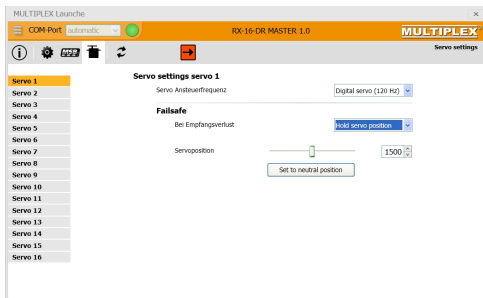 MULTIPLEX Launche
COM-Port automatic RX-16-DR MASTER 1.0 MULTIPLEX
Servo settings
Servo settings servo 1
Servo 1
Servo Ansteuerfrequenz Digital servo (120 Hz)
Servo 2
Servo 3
Failsafe
Servo 4
Bei Empfangsverlust Hold servo position
Servo 5
Servo 6
Servo 7
Servoposition 1500
Servo 8
Set to neutral position
Servo 9
Servo 10
Servo 11
Servo 12
Servo 13
Servo 14
Servo 15
Servo 16